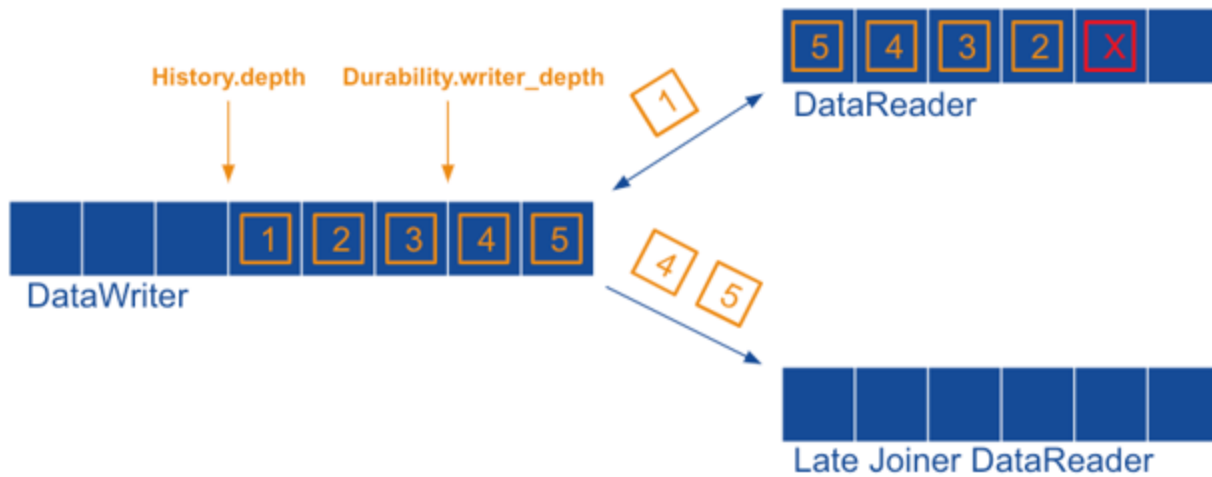 5 4 3 2 X
DataReader
History.depth Durability.writer_depth
1
1 2 3 4 5
DataWriter
4 5
Late Joiner DataReader